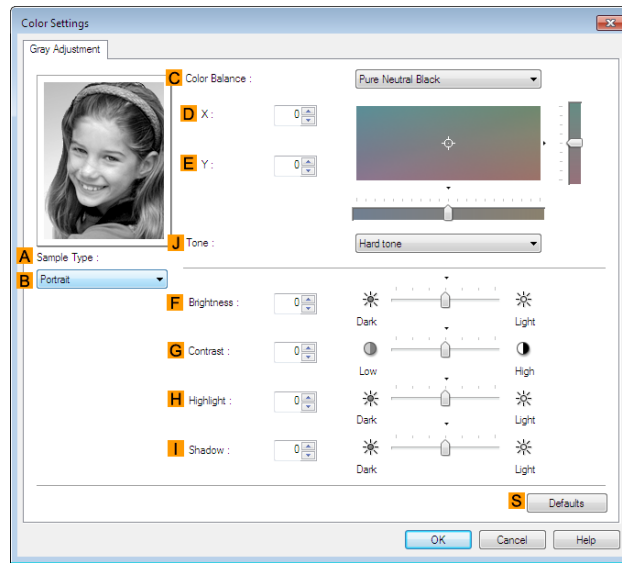 Color Settings
Gray Adjustment
C Color Balance : Pure Neutral Black
D X : 0
E Y : 0
J Tone : Hard tone
A Sample Type :
B Portrait
F Brightness : 0
Dark Light
G Contrast : 0
Low High
H Highlight : 0
Dark Light
I Shadow : 0
Dark Light
S Defaults
OK Cancel Help